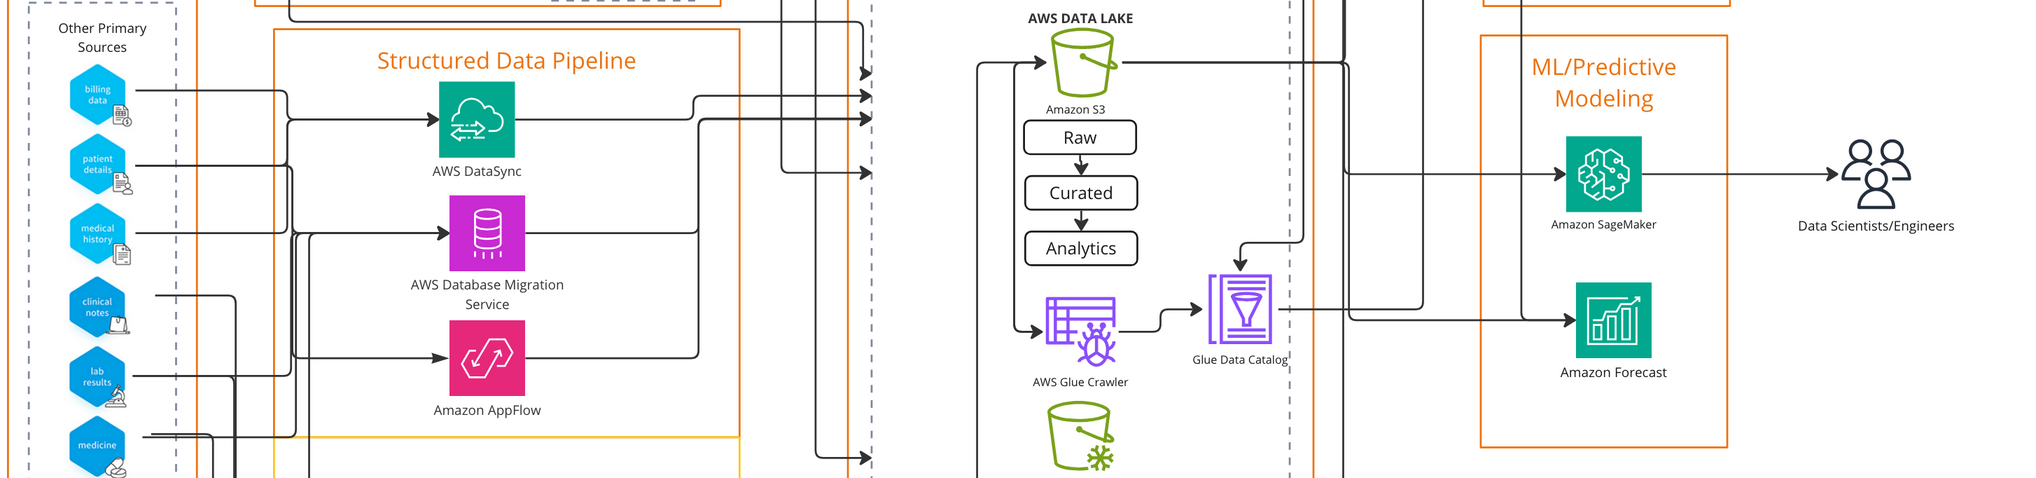 Other Primary
Sources
billing
data
patient
details
medical
history
clinical
notes
lab
results
medicine
Structured Data Pipeline
AWS DataSync
AWS Database Migration
Service
Amazon AppFlow
AWS DATA LAKE
Amazon S3
Raw
Curated
Analytics
AWS Glue Crawler
Glue Data Catalog
ML/Predictive
Modeling
Amazon SageMaker
Amazon Forecast
Data Scientists/Engineers